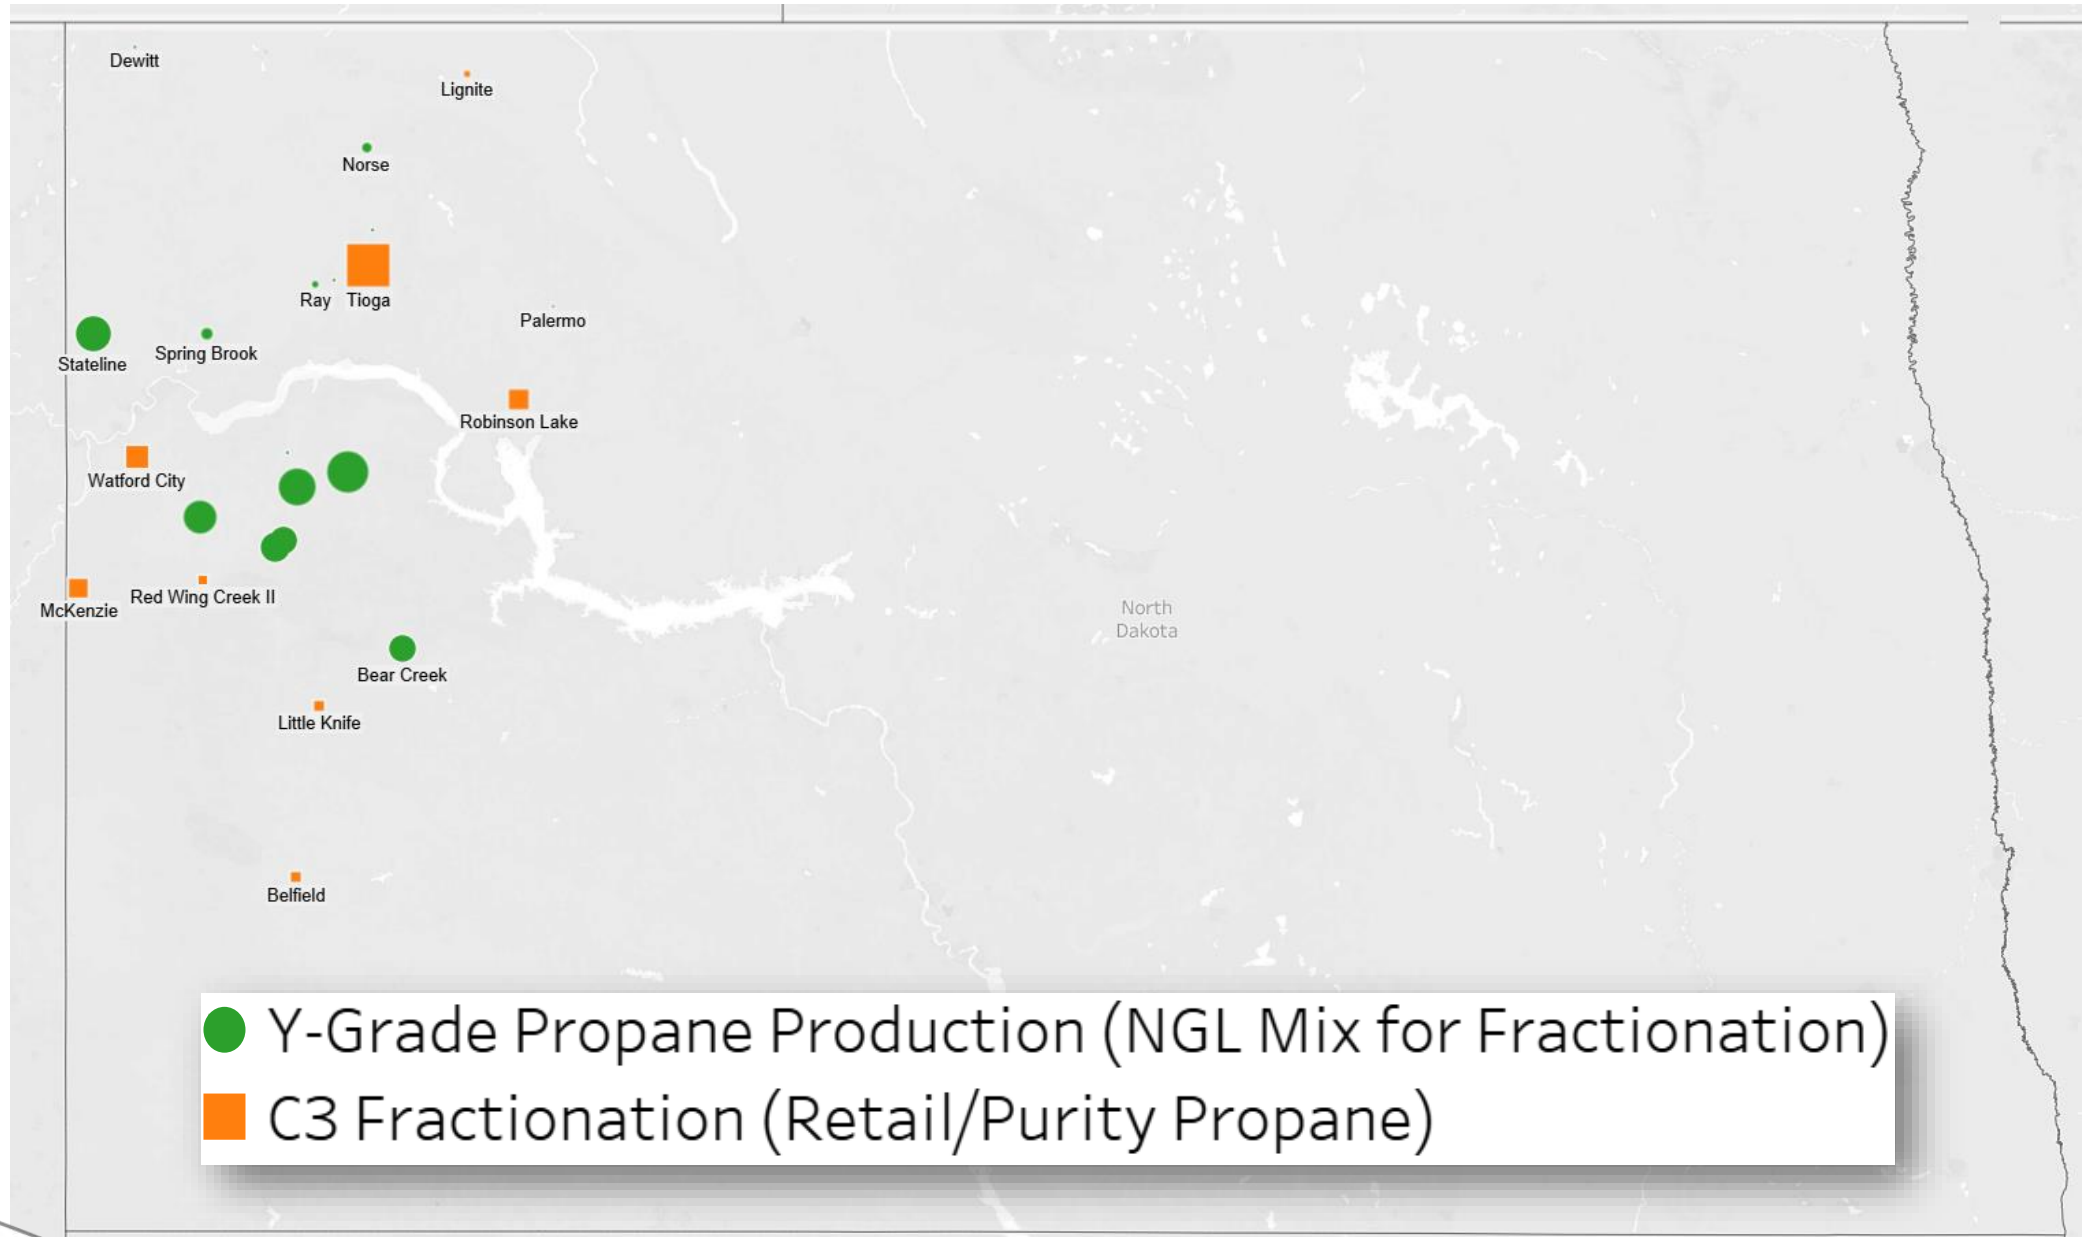 Dewitt
Lignite
Norse
Ray
Tioga
Palermo
Stateline
Spring Brook
Robinson Lake
Watford City
McKenzie
Red Wing Creek II
North
Dakota
Bear Creek
Little Knife
Belfield
Y-Grade Propane Production (NGL Mix for Fractionation)
C3 Fractionation (Retail/Purity Propane)